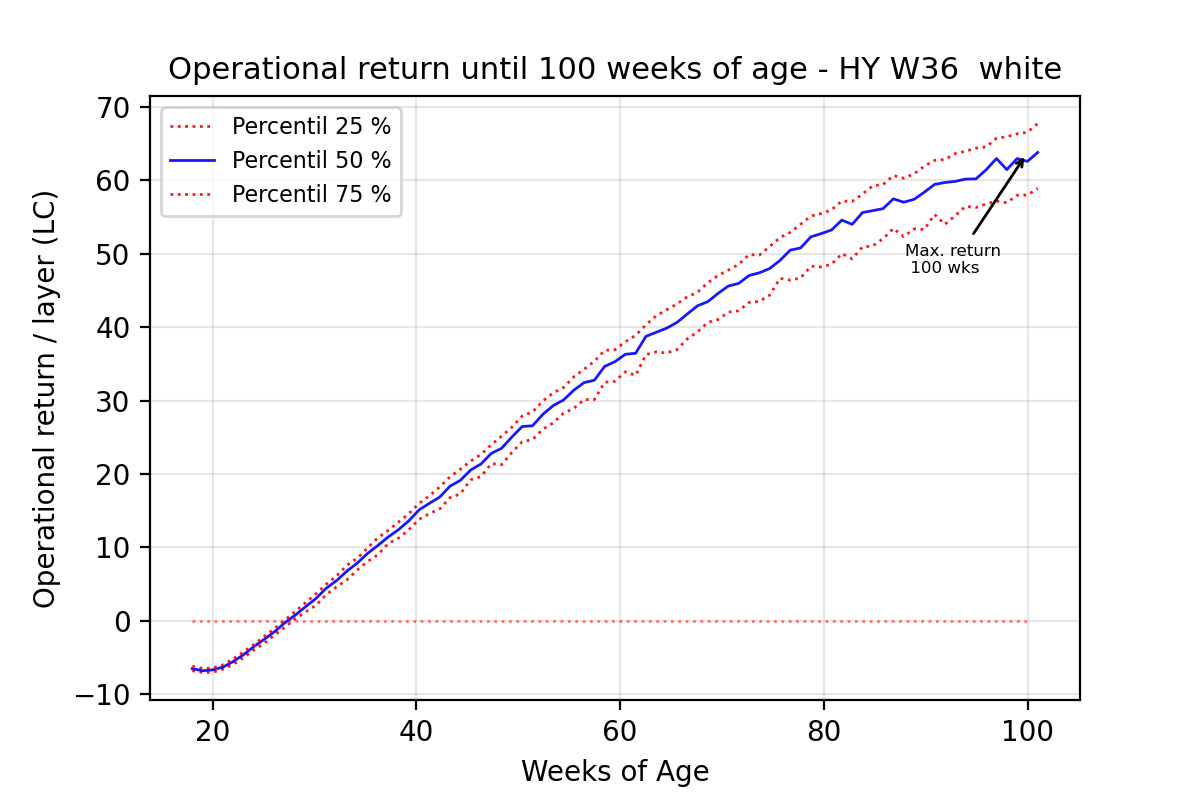 Operational return until 100 weeks of age - HY W36  white
Percentil 25 %
Percentil 50 %
Percentil 75 %
Operational return / layer (LC)
70
60
50
40
30
20
10
0
−10
Max. return
100 wks
20
40
60
80
100
Weeks of Age